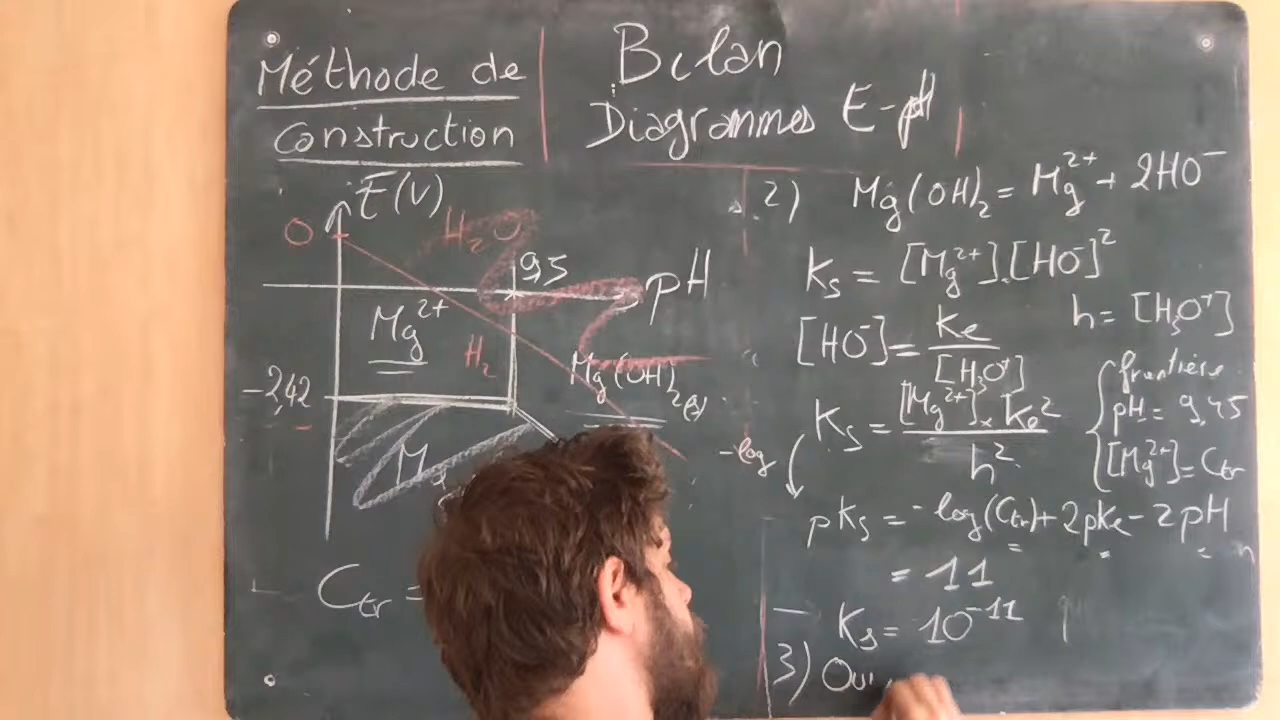 Méthode de
Construction
Bilan
Diagrammes E-pH
E(V)
0
H₂O
9,5
pH
Mg²⁺
H₂
Mg(OH)₂(s)
-2,42
Ctr =
2) Mg(OH)₂ = Mg²⁺ + 2HO⁻
Ks = [Mg²⁺].[HO⁻]²
h = [H₃O⁺]
[HO⁻] = Ke / [H₃O⁺]
Ks = [Mg²⁺] x Ke² / h²
frontière
pH = 9,45
[Mg²⁺] = Ctr
-log
pKs = -log(Ctr) + 2pKe - 2pH
= 11
Ks = 10⁻¹¹
3) Oui